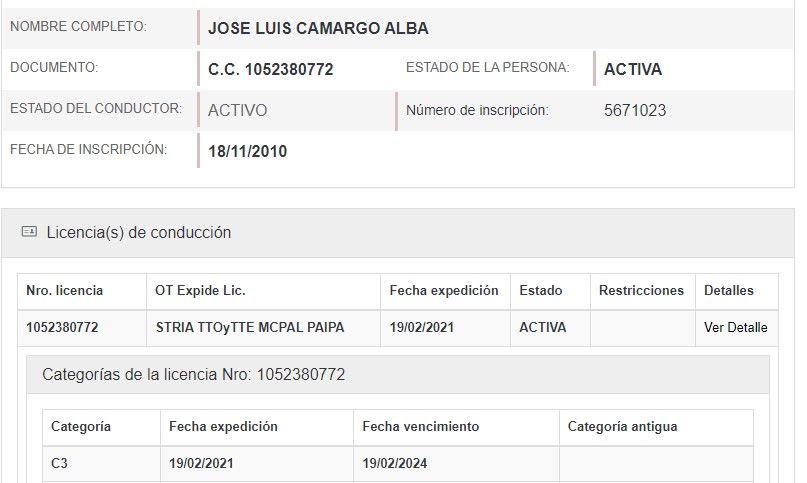 NOMBRE COMPLETO: JOSE LUIS CAMARGO ALBA
DOCUMENTO: C.C. 1052380772 ESTADO DE LA PERSONA: ACTIVA
ESTADO DEL CONDUCTOR: ACTIVO Número de inscripción: 5671023
FECHA DE INSCRIPCIÓN: 18/11/2010
Licencia(s) de conducción
Nro. licencia OT Expide Lic. Fecha expedición Estado Restricciones Detalles
1052380772 STRIA TTOyTTE MCPAL PAIPA 19/02/2021 ACTIVA Ver Detalle
Categorías de la licencia Nro: 1052380772
Categoría Fecha expedición Fecha vencimiento Categoría antigua
C3 19/02/2021 19/02/2024